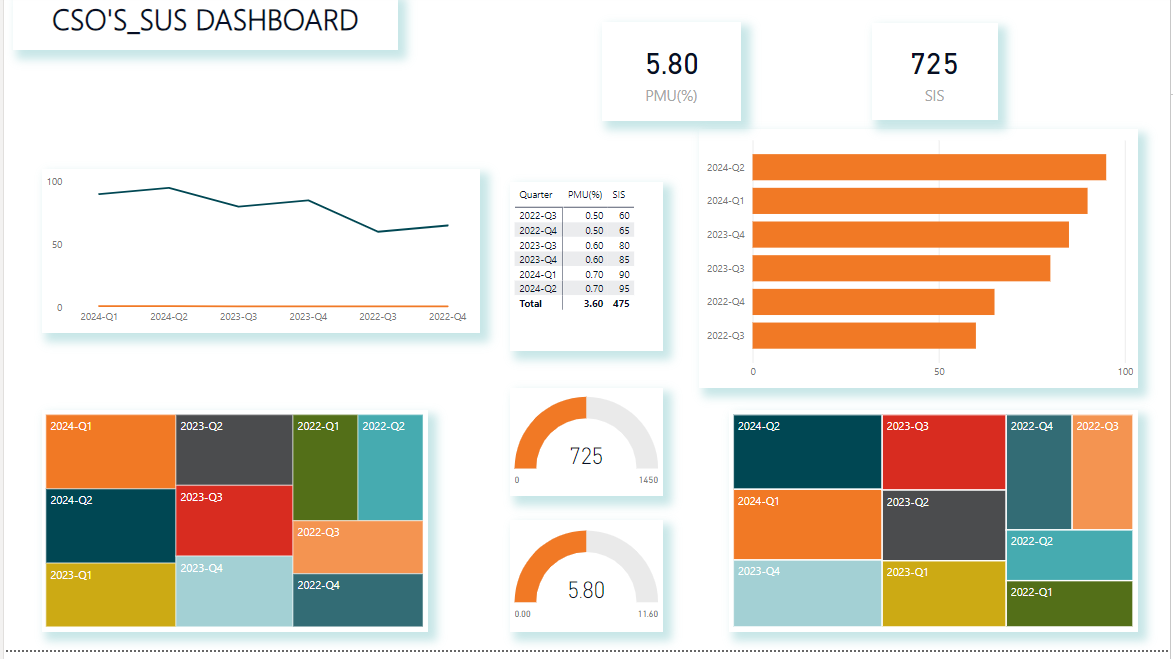 CSO'S_SUS DASHBOARD
5.80
PMU(%)
725
SIS
100
50
0
2024-Q1 2024-Q2 2023-Q3 2023-Q4 2022-Q3 2022-Q4
Quarter PMU(%) SIS
2022-Q3 0.50 60
2022-Q4 0.50 65
2023-Q3 0.60 80
2023-Q4 0.60 85
2024-Q1 0.70 90
2024-Q2 0.70 95
Total 3.60 475
2024-Q2
2024-Q1
2023-Q4
2023-Q3
2022-Q4
2022-Q3
0 50 100
2024-Q1
2024-Q2
2023-Q1
2023-Q2
2023-Q3
2023-Q4
2022-Q1
2022-Q2
2022-Q3
2022-Q4
725
0 1450
5.80
0.00 11.60
2024-Q2
2024-Q1
2023-Q4
2023-Q3
2023-Q2
2023-Q1
2022-Q4
2022-Q3
2022-Q2
2022-Q1